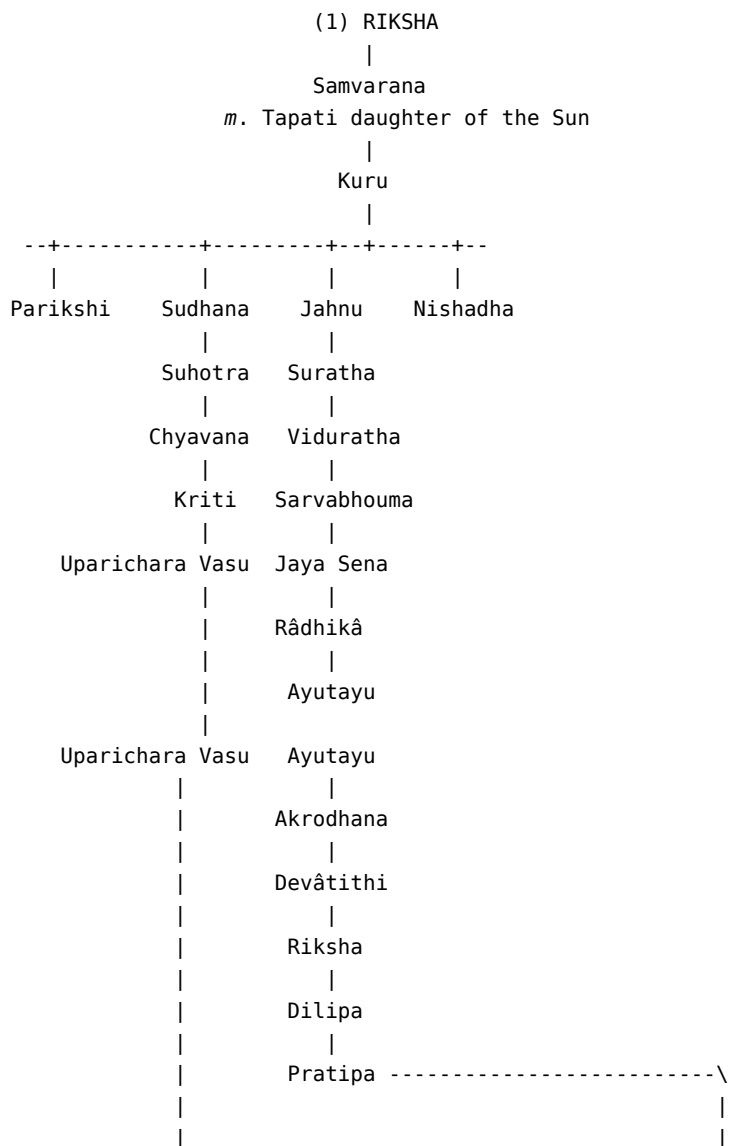 (1) RIKSHA
|
Samvarana
m. Tapati daughter of the Sun
|
Kuru
|
--+-----------+---------+--+------+--
| | | |
Parikshi Sudhana Jahnu Nishadha
| |
Suhotra Suratha
| |
Chyavana Viduratha
| |
Kriti Sarvabhouma
| |
Uparichara Vasu Jaya Sena
| |
| Râdhikâ
| |
| Ayutayu
|
Uparichara Vasu Ayutayu
| |
| Akrodhana
| |
| Devâtithi
| |
| Riksha
| |
| Dilipa
| |
| Pratipa --------------------------\
| |
| |